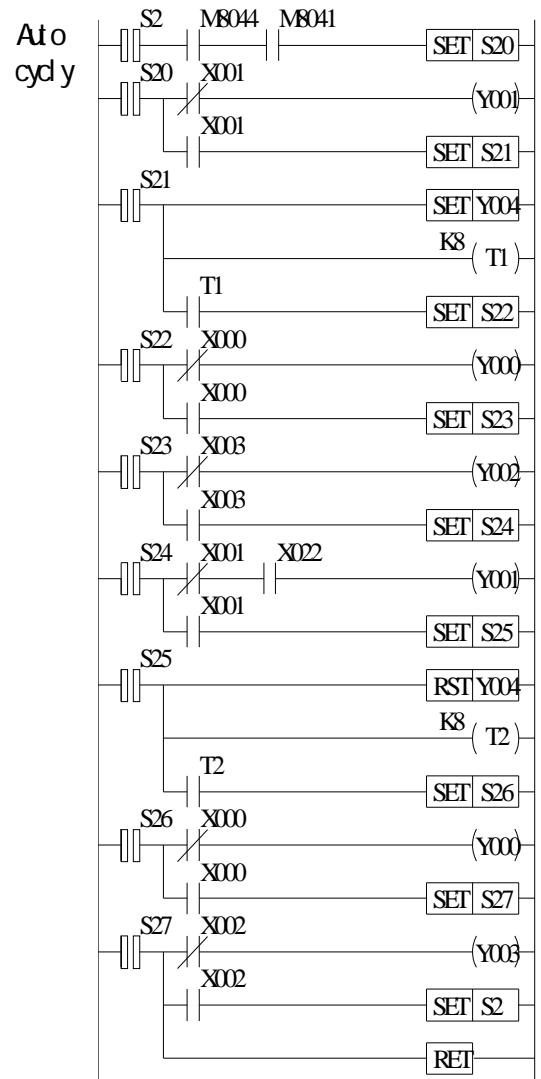 Auto
cycly
S2 M8044 M8041
SET S20
S20 X001
Y001
X001
SET S21
S21
SET Y004
K8
T1
T1
SET S22
S22 X000
Y000
X000
SET S23
S23 X003
Y002
X003
SET S24
S24 X001 X022
Y001
X001
SET S25
S25
RST Y004
K8
T2
T2
SET S26
S26 X000
Y000
X000
SET S27
S27 X002
Y003
X002
SET S2
RET